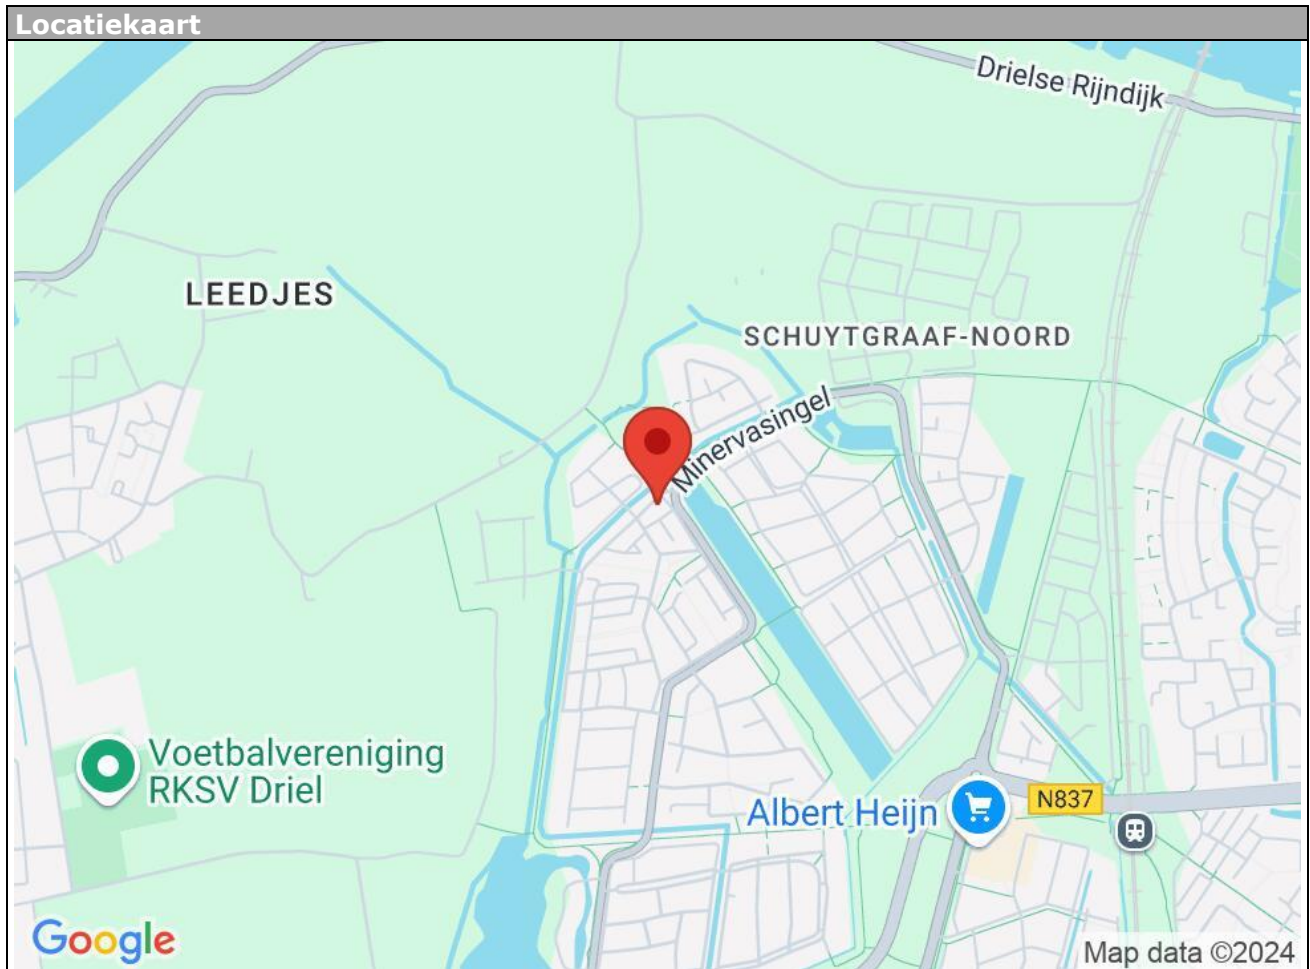 Locatiekaart
Drielse Rijndijk
LEEDJES
SCHUYTGRAAF-NOORD
Minervasingel
Voetbalvereniging
RKSV Driel
Albert Heijn
N837
Google
Map data ©2024